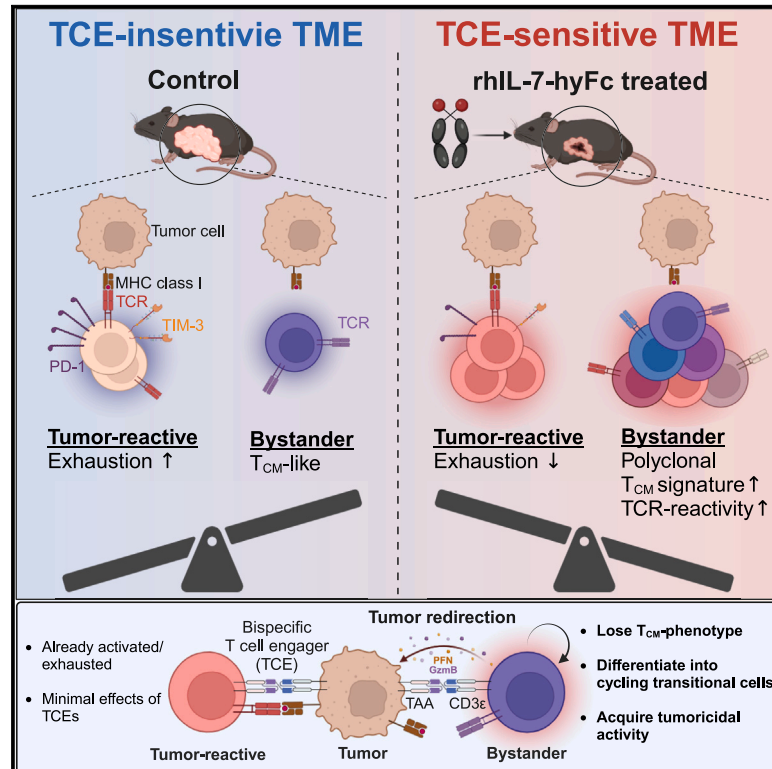 TCE-insentivie TME
Control
Tumor cell
MHC class I
TCR
TIM-3
PD-1
TCR
Tumor-reactive
Exhaustion ↑
Bystander
T_CM-like
TCE-sensitive TME
rhIL-7-hyFc treated
Tumor-reactive
Exhaustion ↓
Bystander
Polyclonal
T_CM signature↑
TCR-reactivity↑
• Already activated/
exhausted
• Minimal effects of
TCEs
Bispecific
T cell engager
(TCE)
Tumor redirection
PFN
GzmB
TAA
CD3ε
Tumor-reactive
Tumor
Bystander
• Lose T_CM-phenotype
• Differentiate into
cycling transitional cells
• Acquire tumoricidal
activity